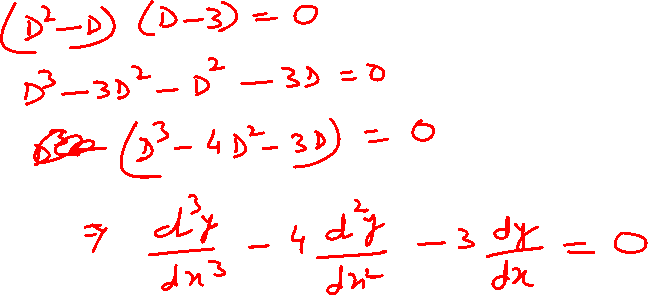 (D²-D) (D-3) = 0
D³-3D²-D²-3D=0
(D³-4D²-3D) = 0
⇒ d³y/dx³ - 4 d²y/dx² - 3 dy/dx = 0